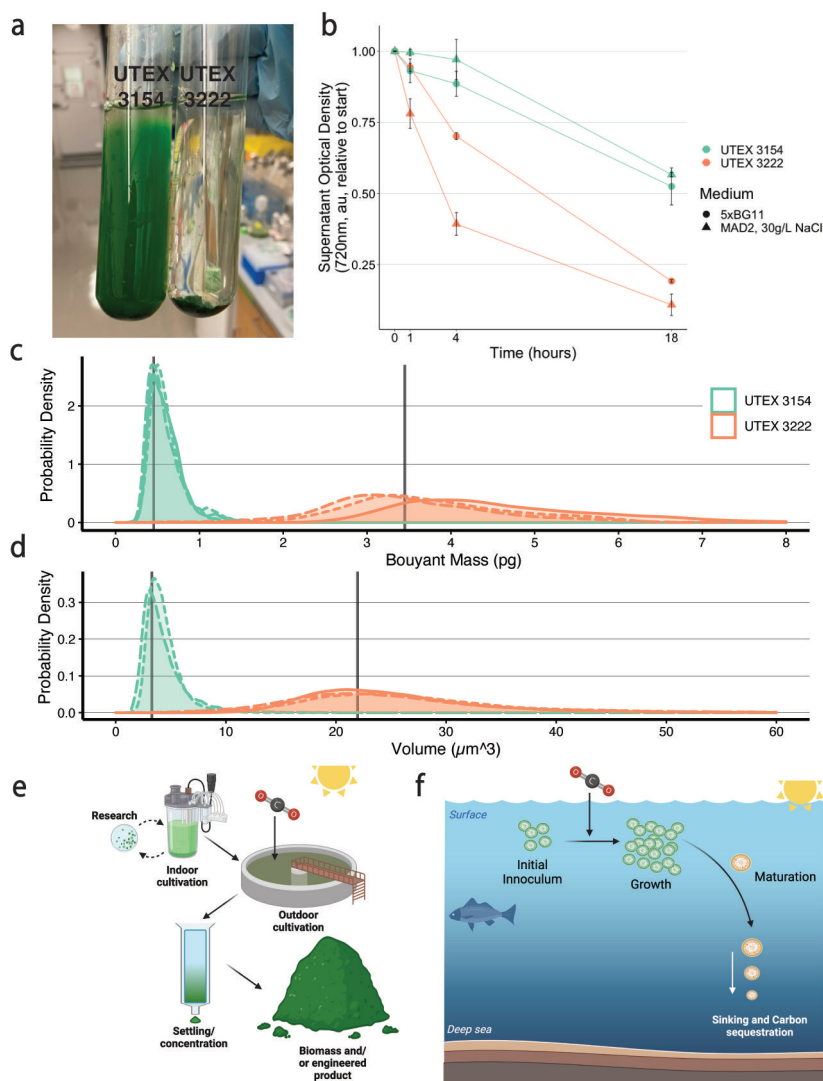 a
UTEX UTEX
3154 3222
b
Supernatant Optical Density
(720nm, au, relative to start)
1.00
0.75
0.50
0.25
0 1 4 18
Time (hours)
UTEX 3154
UTEX 3222
Medium
5xBG11
MAD2, 30g/L NaCl
c
Probability Density
2
1
0
0 1 2 3 4 5 6 7 8
Bouyant Mass (pg)
UTEX 3154
UTEX 3222
d
Probability Density
0.3
0.2
0.1
0.0
0 10 20 30 40 50 60
Volume (µm^3)
e
Research
Indoor
cultivation
O C O
Outdoor
cultivation
Settling/
concentration
Biomass and/
or engineered
product
f
O C O
Surface
Initial
Innoculum
Growth
Maturation
Sinking and Carbon
sequestration
Deep sea